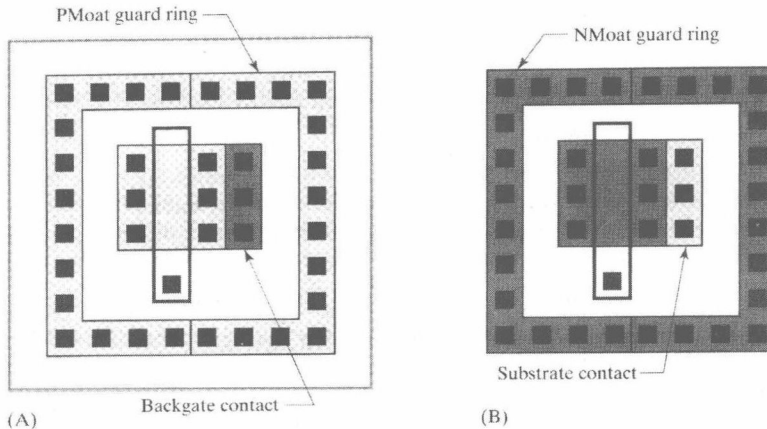 PMoat guard ring
NMoat guard ring
Substrate contact
Backgate contact
(A)
(B)